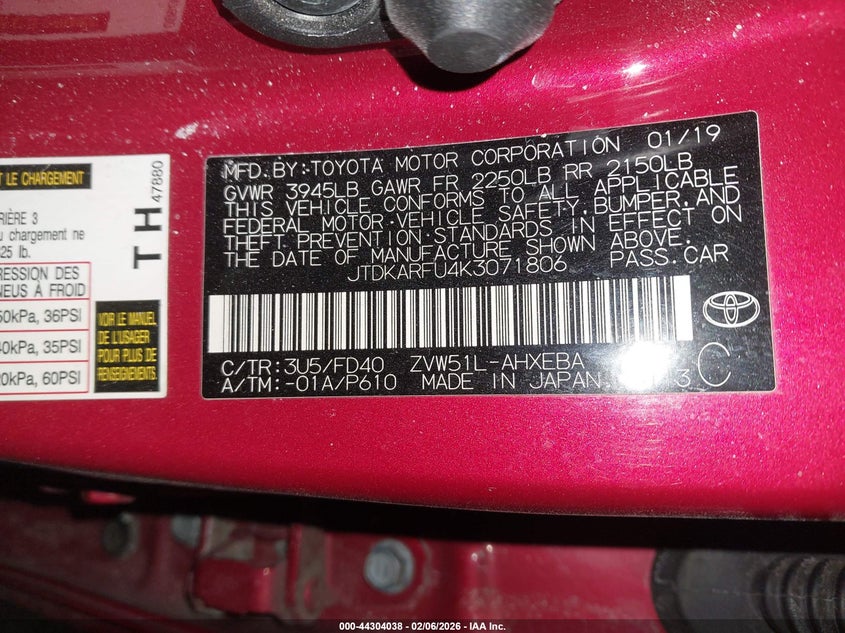 T LE CHARGEMENT
RIÈRE 3
u chargement ne
25 lb.
RESSION DES
NEUS À FROID
50kPa, 36PSI
40kPa, 35PSI
20kPa, 60PSI
TH
47880
VOIR LE MANUEL
DE L'USAGER
POUR PLUS DE
MFD. BY: TOYOTA MOTOR CORPORATION 01/19
GVWR 3945LB GAWR FR 2250LB RR 2150LB
THIS VEHICLE CONFORMS TO ALL APPLICABLE
FEDERAL MOTOR VEHICLE SAFETY, BUMPER, AND
THEFT PREVENTION STANDARDS IN EFFECT ON
THE DATE OF MANUFACTURE SHOWN ABOVE.
JTDKARFU4K3071806 PASS. CAR
C/TR: 3U5/FD40 ZVW51L-AHXEBA
A/TM: -01A/P610 MADE IN JAPAN
C
000-44304038 - 02/06/2026 - IAA Inc.